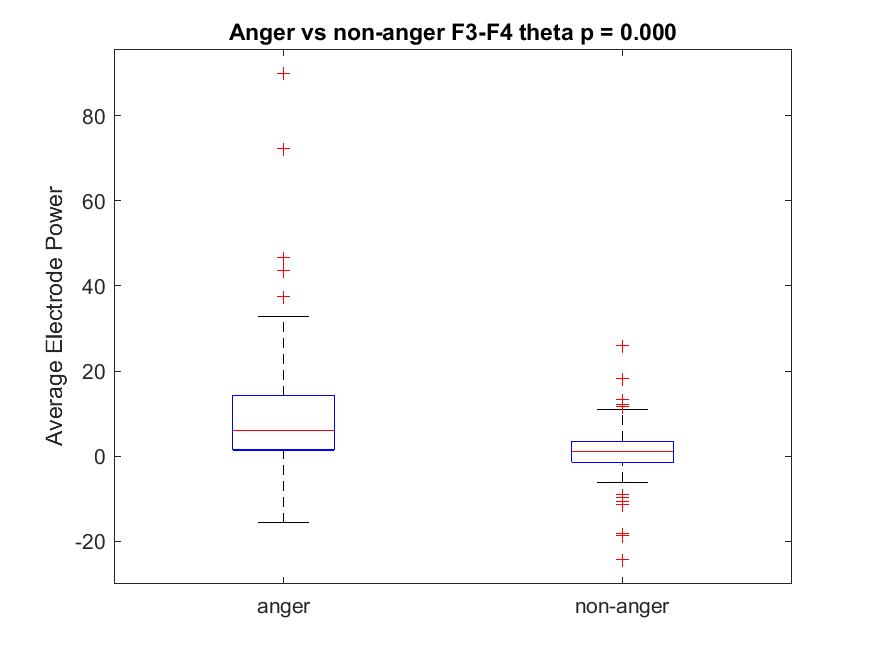 Anger vs non-anger F3-F4 theta p = 0.000
Average Electrode Power
80
60
40
20
0
-20
anger
non-anger